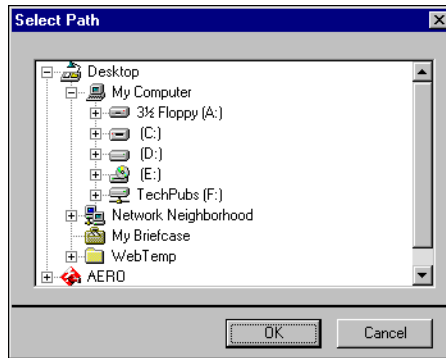 Select Path
Desktop
My Computer
3½ Floppy (A:)
(C:)
(D:)
(E:)
TechPubs (F:)
Network Neighborhood
My Briefcase
WebTemp
AERO
OK
Cancel